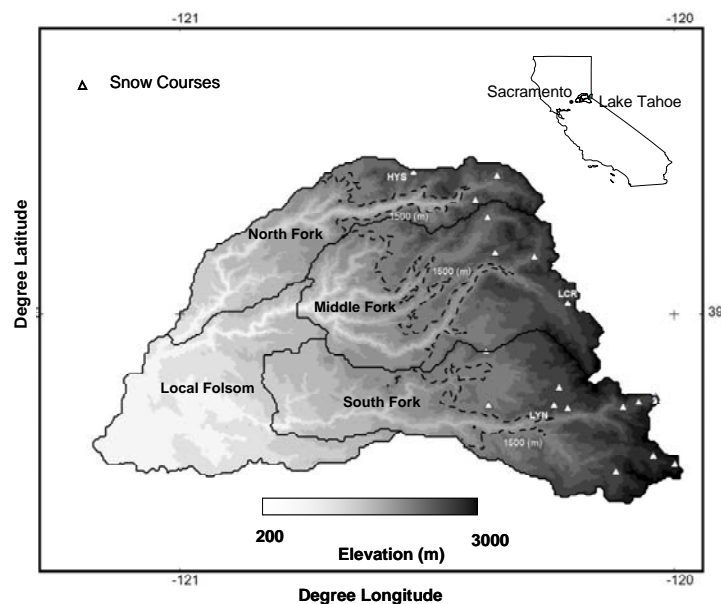 -121
-120
Snow Courses
Sacramento
Lake Tahoe
HYS
1500 (m)
North Fork
1500 (m)
Middle Fork
LCR
39
Local Folsom
South Fork
LYN
1500 (m)
200
3000
Elevation (m)
-121
-120
Degree Longitude
Degree Latitude